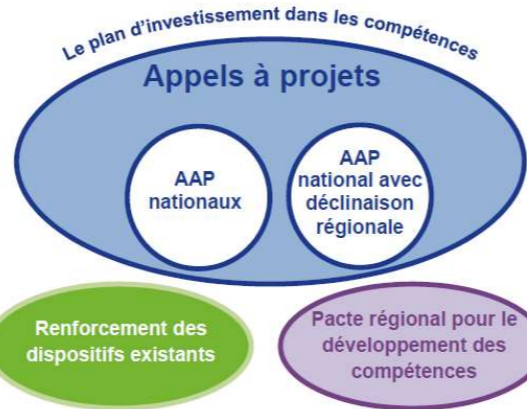 Le plan d'investissement dans les compétences
Appels à projets
AAP
nationaux
AAP
national avec
déclinaison
régionale
Renforcement des
dispositifs existants
Pacte régional pour le
développement des
compétences